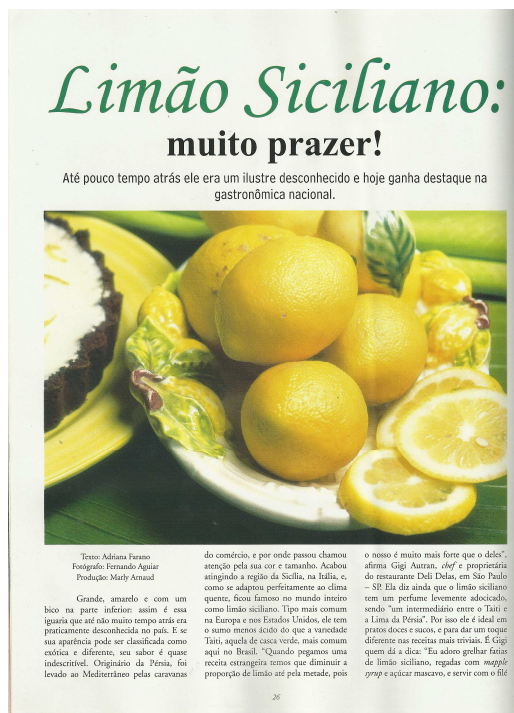 Limão Siciliano:
muito prazer!
Até pouco tempo atrás ele era um ilustre desconhecido e hoje ganha destaque na
gastronômica nacional.
Texto: Adriana Farano
Fotógrafo: Fernando Aguiar
Produção: Marly Arnaud
Grande, amarelo e com um
bico na parte inferior: assim é essa
iguaria que até não muito tempo atrás era
praticamente desconhecida no país. E se
sua aparência pode ser classificada como
exótica e diferente, seu sabor é quase
indescritível. Originário da Pérsia, foi
levado ao Mediterrâneo pelas caravanas
do comércio, e por onde passou chamou
atenção pela sua cor e tamanho. Acabou
atingindo a região da Sicília, na Itália, e,
como se adaptou perfeitamente ao clima
quente, ficou famoso no mundo inteiro
como limão siciliano. Tipo mais comum
na Europa e nos Estados Unidos, ele tem
o sumo menos ácido do que a variedade
Taiti, aquela de casca verde, mais comum
aqui no Brasil. "Quando pegamos uma
receita estrangeira temos que diminuir a
proporção de limão até pela metade, pois
o nosso é muito mais forte que o deles",
afirma Gigi Autran, chef e proprietária
do restaurante Deli Delas, em São Paulo
– SP. Ela diz ainda que o limão siciliano
tem um perfume levemente adocicado,
sendo "um intermediário entre o Taiti e
a Lima da Pérsia". Por isso ele é ideal em
pratos doces e sucos, e para dar um toque
diferente nas receitas mais triviais. É Gigi
quem dá a dica: "Eu adoro grelhar fatias
de limão siciliano, regadas com mapple
syrup e açúcar mascavo, e servir com o filé
26